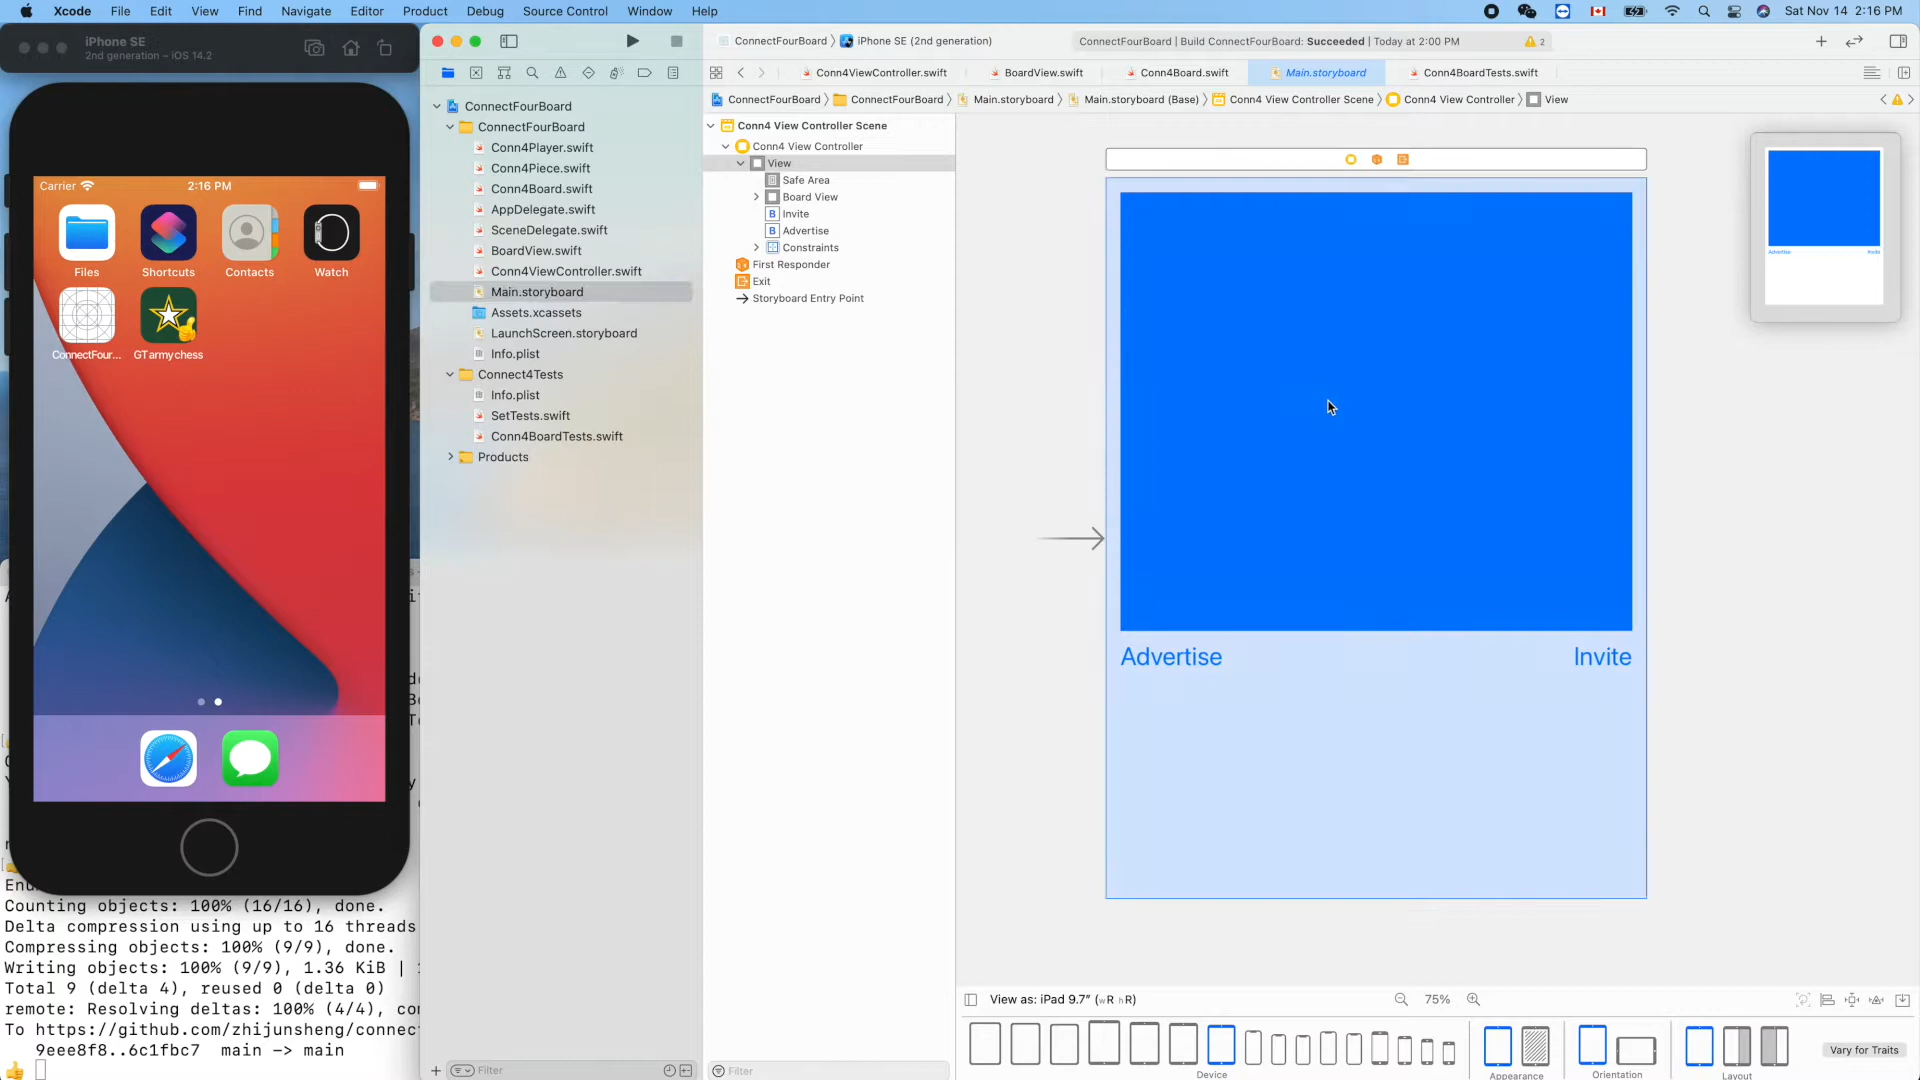 Xcode File Edit View Find Navigate Editor Product Debug Source Control Window Help Sat Nov 14 2:16 PM
iPhone SE
2nd generation – iOS 14.2
Carrier 2:16 PM
Files Shortcuts Contacts Watch
ConnectFour... GT armychess
Counting objects: 100% (16/16), done.
Delta compression using up to 16 threads
Compressing objects: 100% (9/9), done.
Writing objects: 100% (9/9), 1.36 KiB |
Total 9 (delta 4), reused 0 (delta 0)
remote: Resolving deltas: 100% (4/4), co
To https://github.com/zhijunsheng/connec
9eee8f8..6c1fbc7 main -> main
ConnectFourBoard
ConnectFourBoard
Conn4Player.swift
Conn4Piece.swift
Conn4Board.swift
AppDelegate.swift
SceneDelegate.swift
BoardView.swift
Conn4ViewController.swift
Main.storyboard
Assets.xcassets
LaunchScreen.storyboard
Info.plist
Connect4Tests
Info.plist
SetTests.swift
Conn4BoardTests.swift
Products
Filter
ConnectFourBoard iPhone SE (2nd generation) ConnectFourBoard | Build ConnectFourBoard: Succeeded | Today at 2:00 PM 2
Conn4ViewController.swift BoardView.swift Conn4Board.swift Main.storyboard Conn4BoardTests.swift
ConnectFourBoard ConnectFourBoard Main.storyboard Main.storyboard (Base) Conn4 View Controller Scene Conn4 View Controller View
Conn4 View Controller Scene
Conn4 View Controller
View
Safe Area
Board View
B Invite
B Advertise
Constraints
First Responder
Exit
Storyboard Entry Point
Filter
Advertise Invite
Advertise Invite
View as: iPad 9.7" (wR hR) 75%
Device Appearance Orientation Layout
Vary for Traits